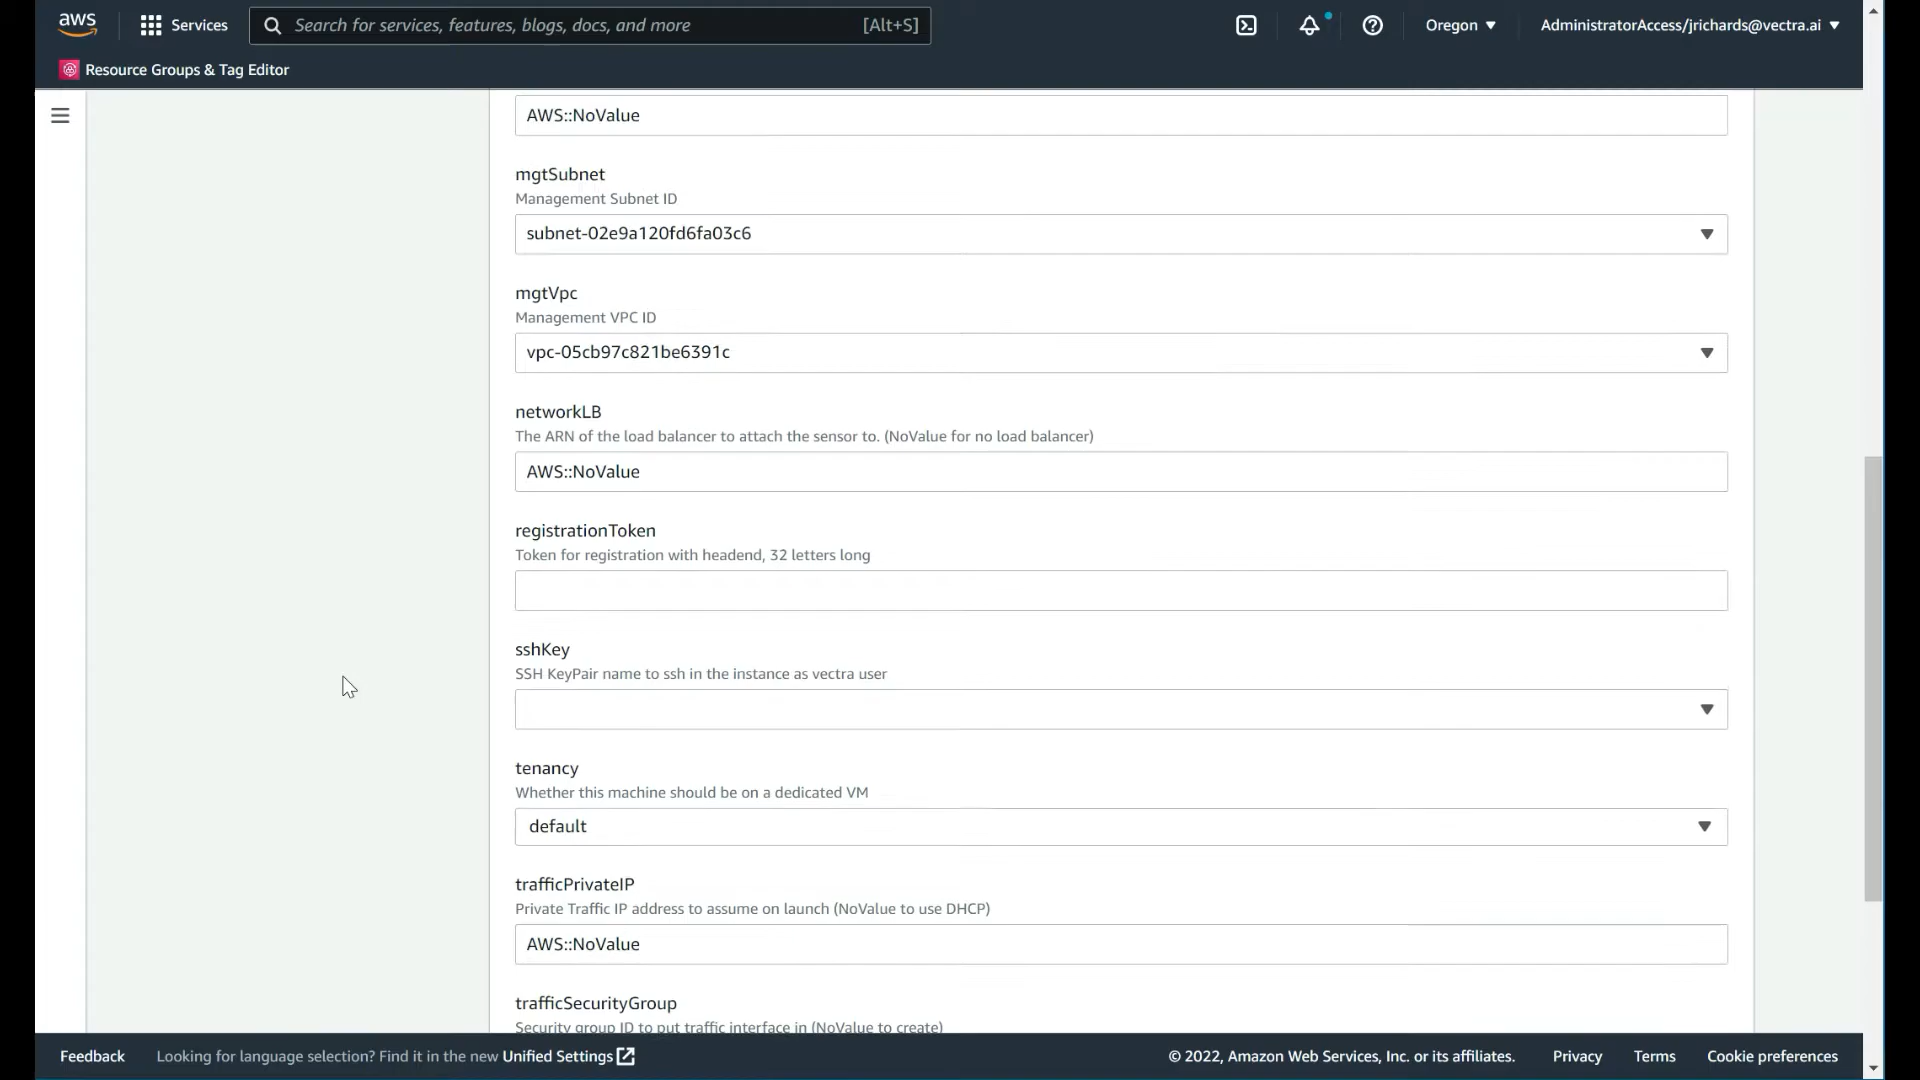 aws
Services
Search for services, features, blogs, docs, and more
[Alt+S]
Oregon
AdministratorAccess/jrichards@vectra.ai
Resource Groups & Tag Editor
AWS::NoValue
mgtSubnet
Management Subnet ID
subnet-02e9a120fd6fa03c6
mgtVpc
Management VPC ID
vpc-05cb97c821be6391c
networkLB
The ARN of the load balancer to attach the sensor to. (NoValue for no load balancer)
AWS::NoValue
registrationToken
Token for registration with headend, 32 letters long
sshKey
SSH KeyPair name to ssh in the instance as vectra user
tenancy
Whether this machine should be on a dedicated VM
default
trafficPrivateIP
Private Traffic IP address to assume on launch (NoValue to use DHCP)
AWS::NoValue
trafficSecurityGroup
Security group ID to put traffic interface in (NoValue to create)
Feedback
Looking for language selection? Find it in the new Unified Settings
© 2022, Amazon Web Services, Inc. or its affiliates.
Privacy
Terms
Cookie preferences